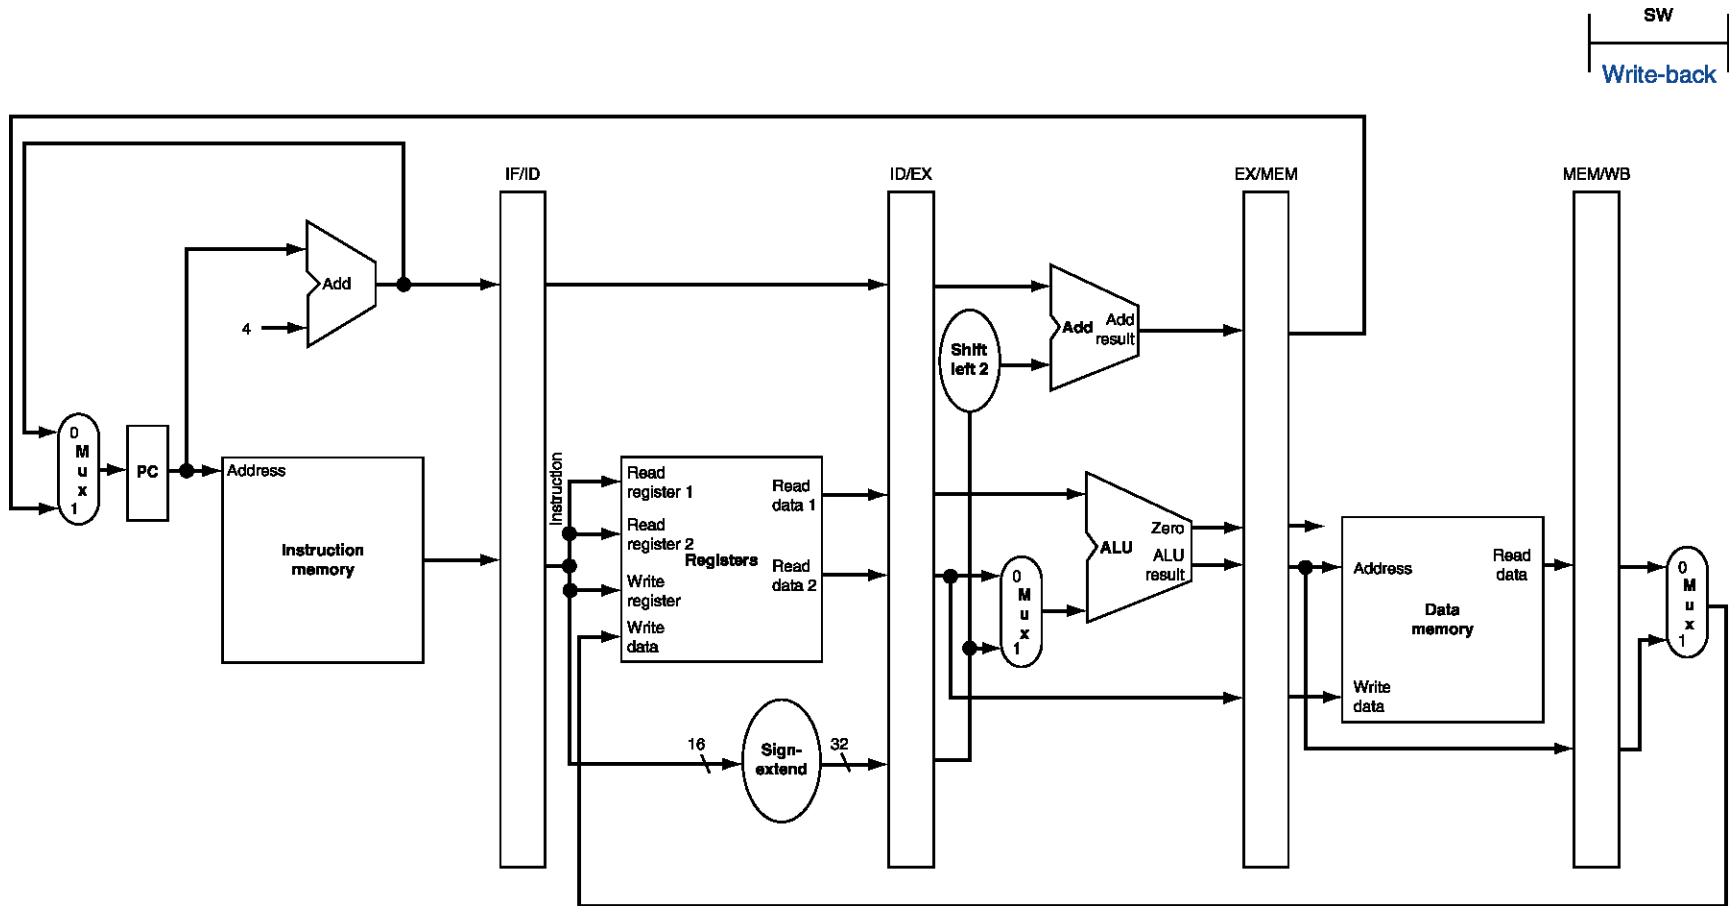 SW
Write-back
IF/ID
ID/EX
EX/MEM
MEM/WB
Add
4
Add
Add
result
Shift
left 2
0
M
u
x
1
PC
Address
Instruction
memory
Instruction
Read
register 1
Read
register 2
Write
register
Write
data
Registers
Read
data 1
Read
data 2
16
Sign-
extend
32
0
M
u
x
1
ALU
Zero
ALU
result
Address
Read
data
Data
memory
Write
data
0
M
u
x
1